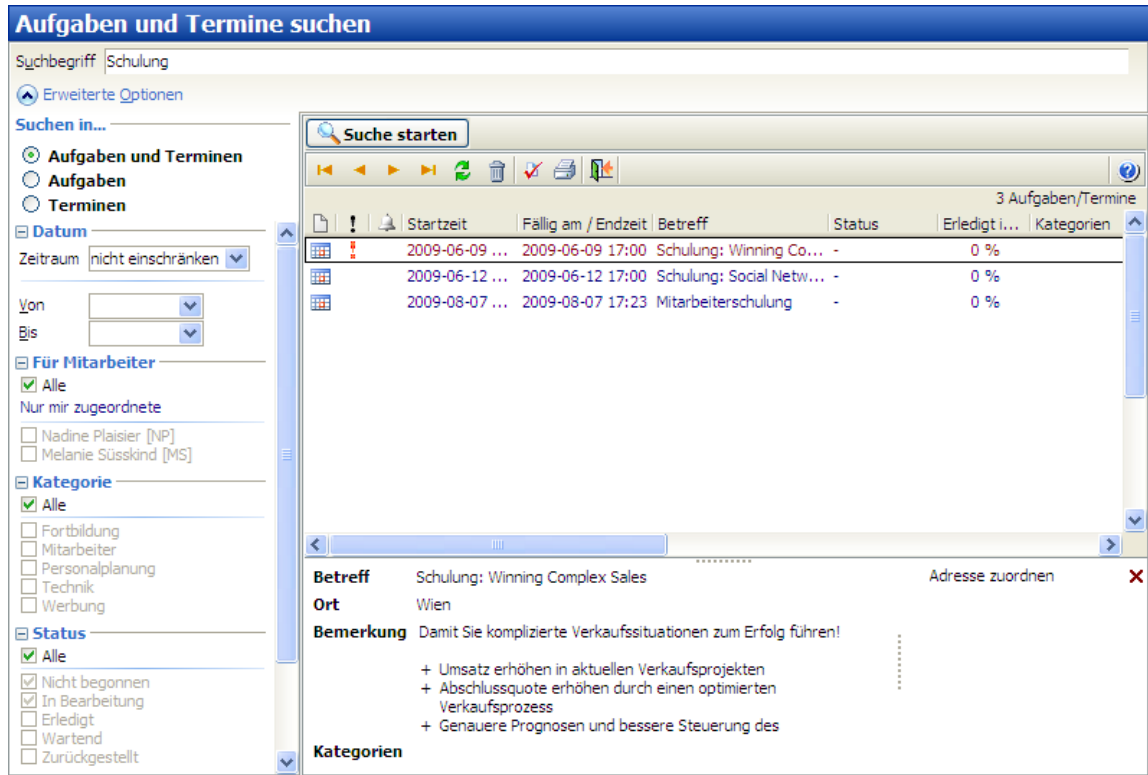 Aufgaben und Termine suchen
Suchbegriff Schulung
Erweiterte Optionen
Suchen in...
Aufgaben und Terminen
Aufgaben
Terminen
Datum
Zeitraum nicht einschränken
Von
Bis
Für Mitarbeiter
Alle
Nur mir zugeordnete
Nadine Plaisier [NP]
Melanie Süsskind [MS]
Kategorie
Alle
Fortbildung
Mitarbeiter
Personalplanung
Technik
Werbung
Status
Alle
Nicht begonnen
In Bearbeitung
Erledigt
Wartend
Zurückgestellt
Suche starten
3 Aufgaben/Termine
! Startzeit Fällig am / Endzeit Betreff Status Erledigt i... Kategorien
2009-06-09 ... 2009-06-09 17:00 Schulung: Winning Co... - 0 %
2009-06-12 ... 2009-06-12 17:00 Schulung: Social Netw... - 0 %
2009-08-07 ... 2009-08-07 17:23 Mitarbeiterschulung - 0 %
Betreff Schulung: Winning Complex Sales Adresse zuordnen
Ort Wien
Bemerkung Damit Sie komplizierte Verkaufssituationen zum Erfolg führen!
+ Umsatz erhöhen in aktuellen Verkaufsprojekten
+ Abschlussquote erhöhen durch einen optimierten
Verkaufsprozess
+ Genauere Prognosen und bessere Steuerung des
Kategorien